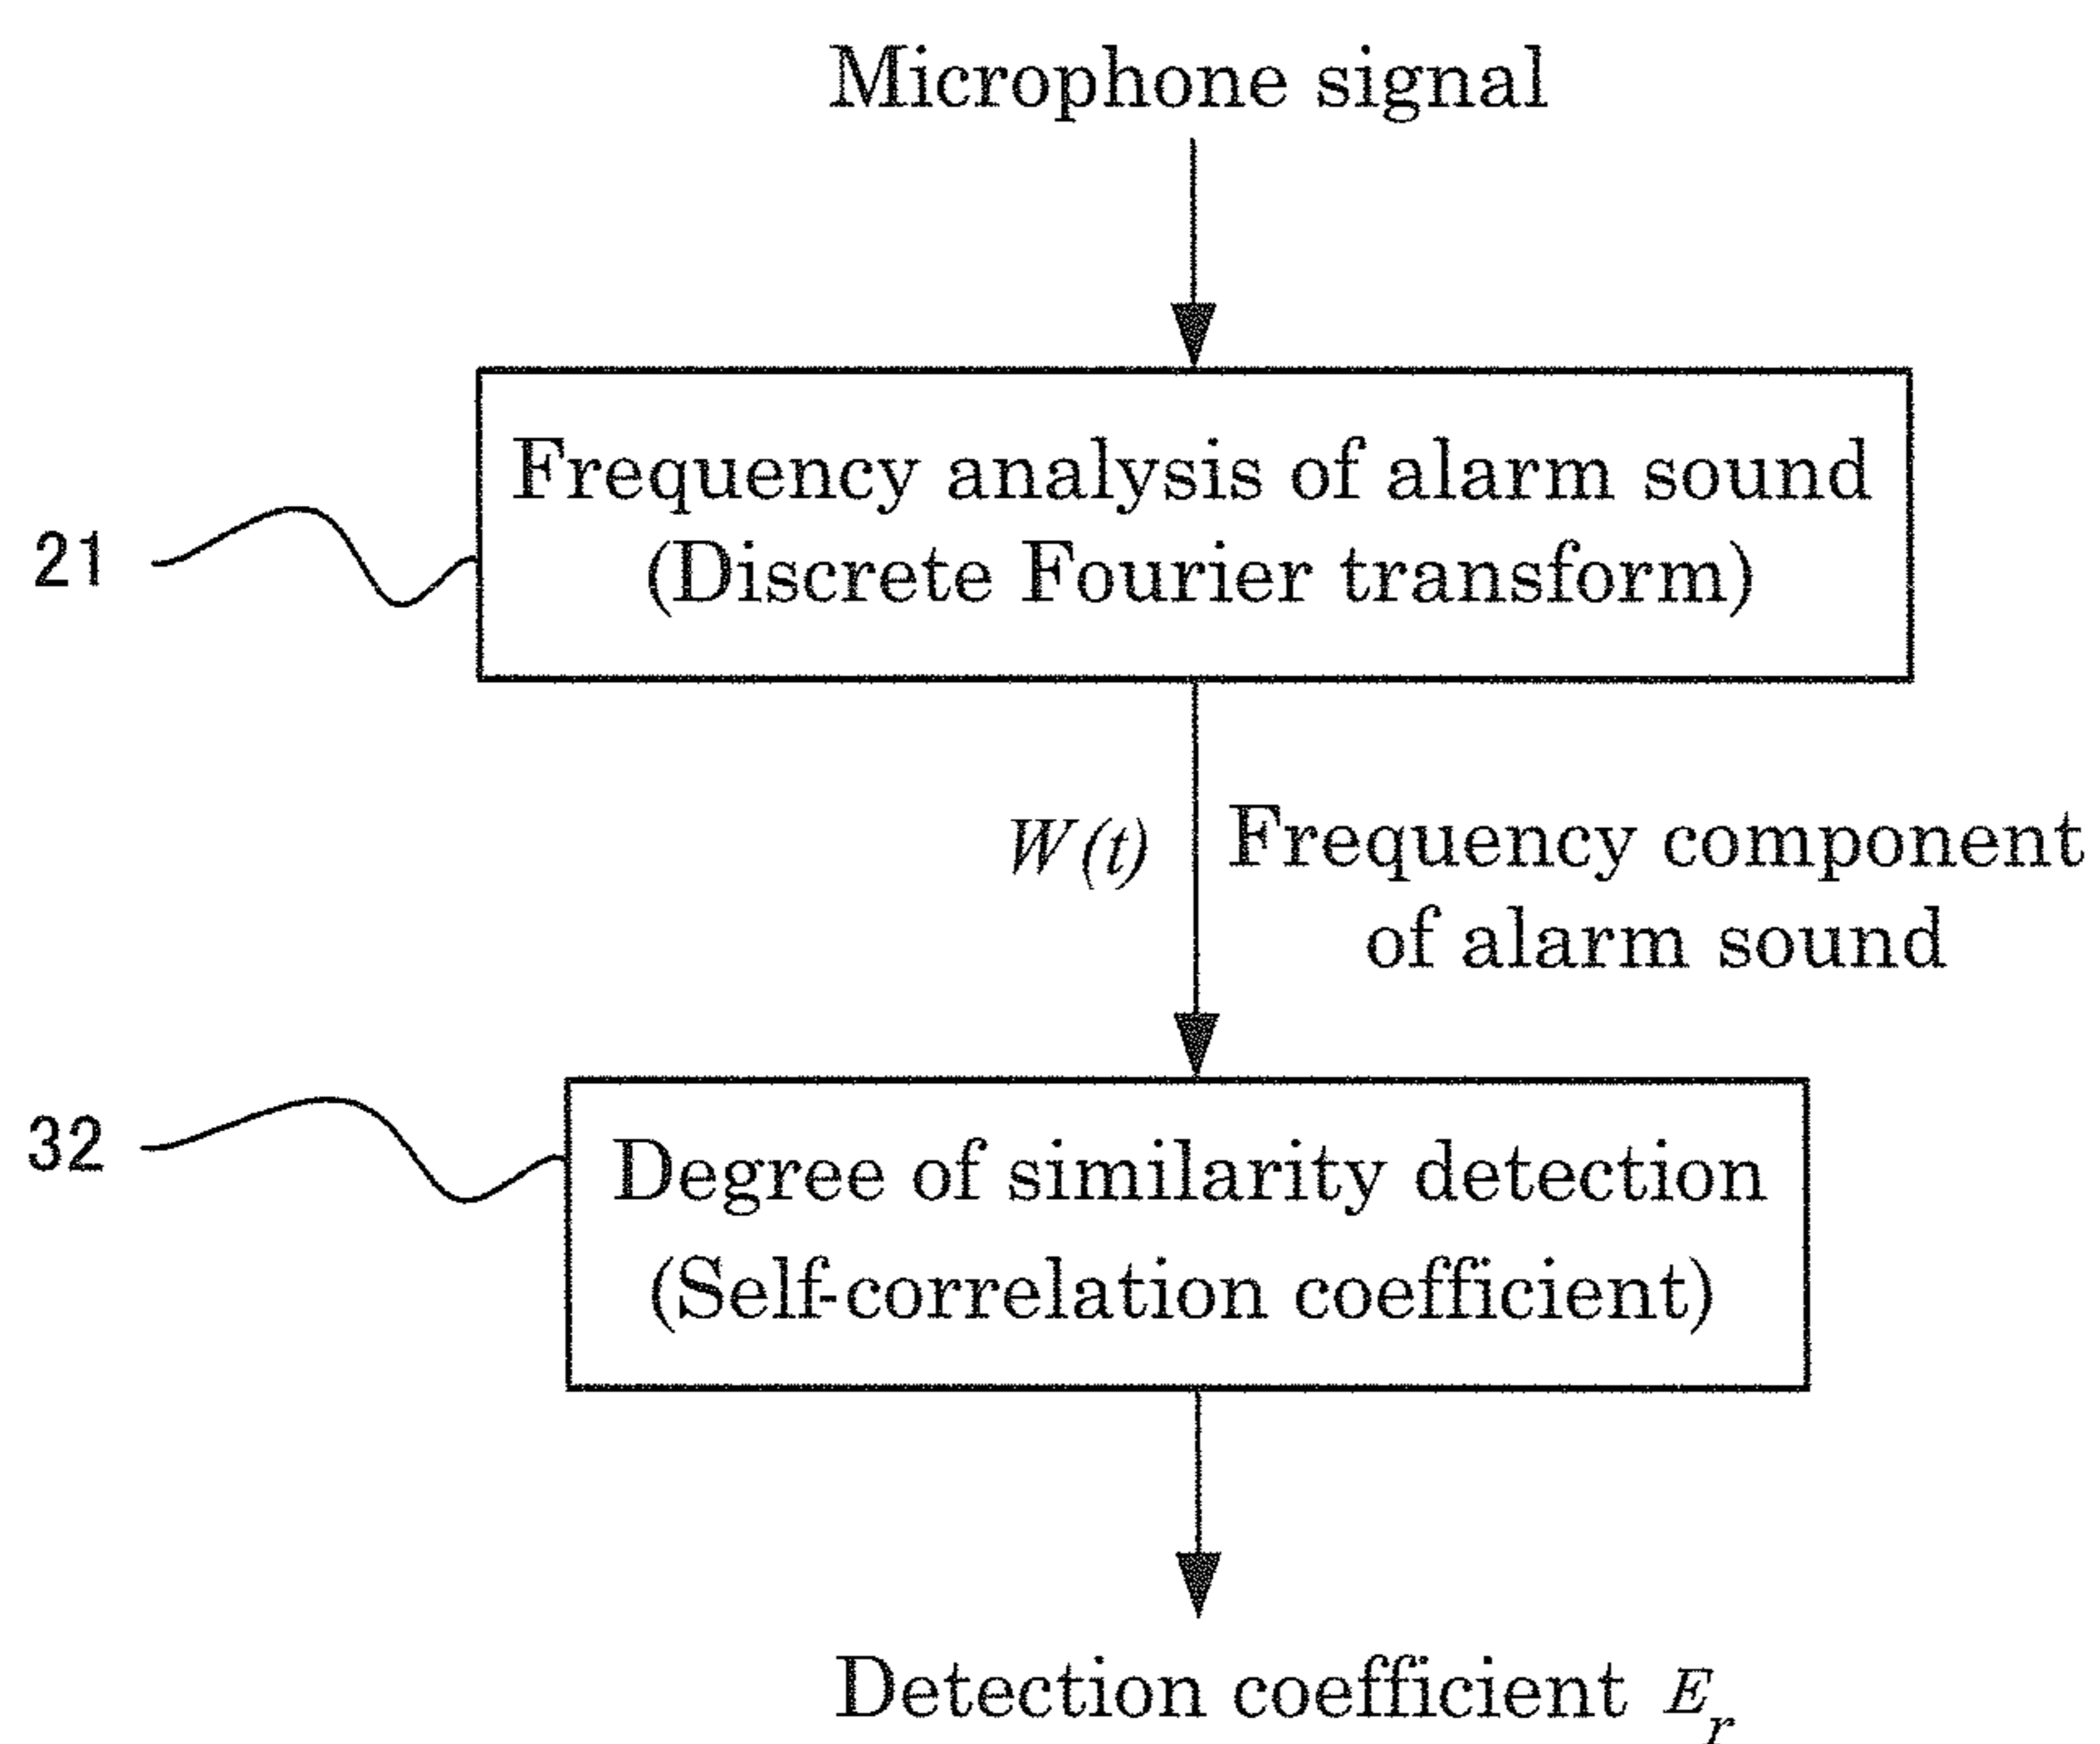 Microphone signal
Frequency analysis of alarm sound
(Discrete Fourier transform)
21
W(t)
Frequency component
of alarm sound
32
Degree of similarity detection
(Self-correlation coefficient)
Detection coefficient E_r